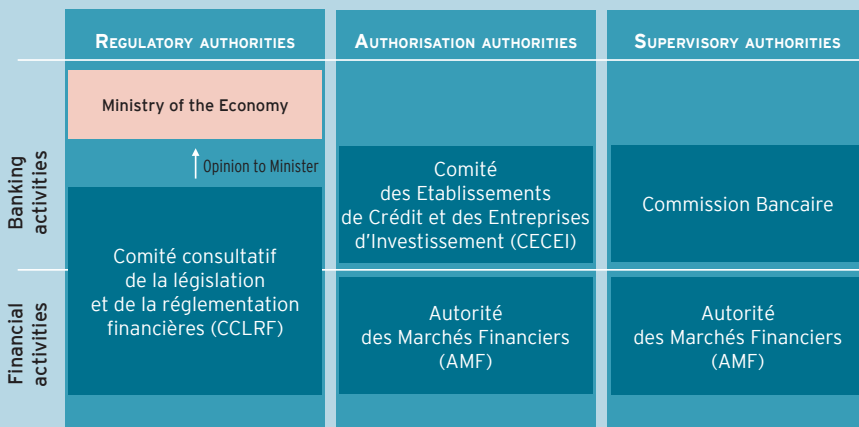 REGULATORY AUTHORITIES
AUTHORISATION AUTHORITIES
SUPERVISORY AUTHORITIES
Banking
activities
Ministry of the Economy
Opinion to Minister
Comité consultatif
de la législation
et de la réglementation
financières (CCLRF)
Comité
des Etablissements
de Crédit et des Entreprises
d'Investissement (CECEI)
Commission Bancaire
Financial
activities
Autorité
des Marchés Financiers
(AMF)
Autorité
des Marchés Financiers
(AMF)